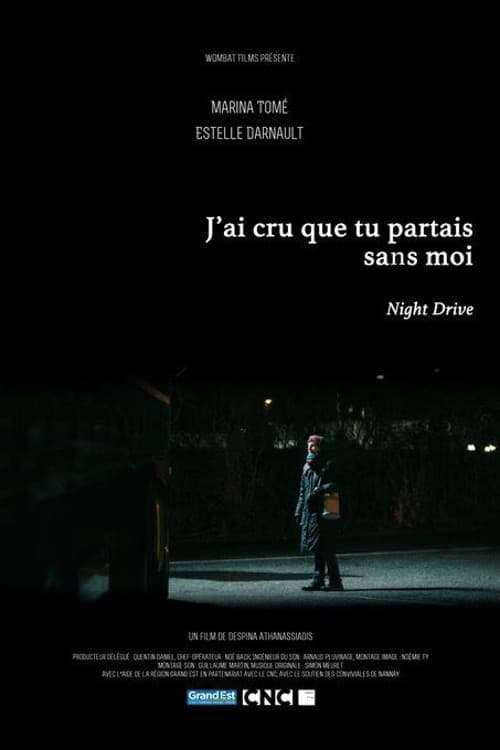 WOMBAT FILMS PRÉSENTE
MARINA TOMÉ
ESTELLE DARNAULT
J'ai cru que tu partais
sans moi
Night Drive
UN FILM DE DESPINA ATHANASSIADIS
PRODUCTEUR DÉLÉGUÉ : QUENTIN DANIEL, CHEF-OPÉRATEUR : NOÉ BACH, INGÉNIEUR DU SON : ARNAUD PLUVINAGE, MONTAGE IMAGE : NOÉMIE FY
MONTAGE SON : GUILLAUME MARTIN, MUSIQUE ORIGINALE : SIMON MEURET
AVEC L'AIDE DE LA RÉGION GRAND EST EN PARTENARIAT AVEC LE CNC, AVEC LE SOUTIEN DES CONVIVIALES DE NANNAY
GrandEst
CNC